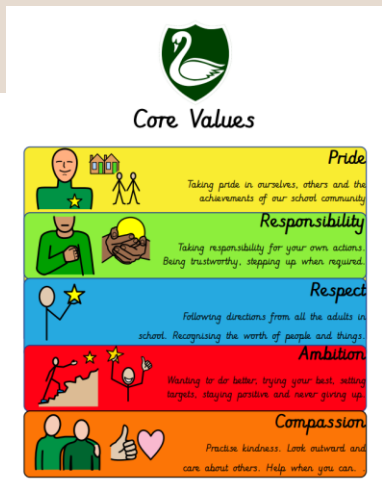 Core Values
Pride
Taking pride in ourselves, others and the
achievements of our school community
Responsibility
Taking responsibility for your own actions.
Being trustworthy, stepping up when required.
Respect
Following directions from all the adults in
school. Recognising the worth of people and things.
Ambition
Wanting to do better, trying your best, setting
targets, staying positive and never giving up.
Compassion
Practise kindness. Look outward and
care about others. Help when you can. .